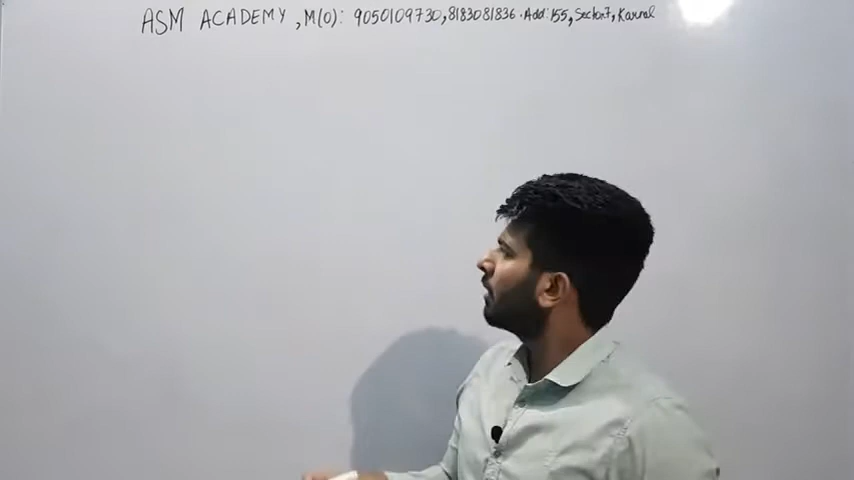 ASM ACADEMY, M(0): 9050109730, 8183081836. Add: 155, Sector 7, Karnal